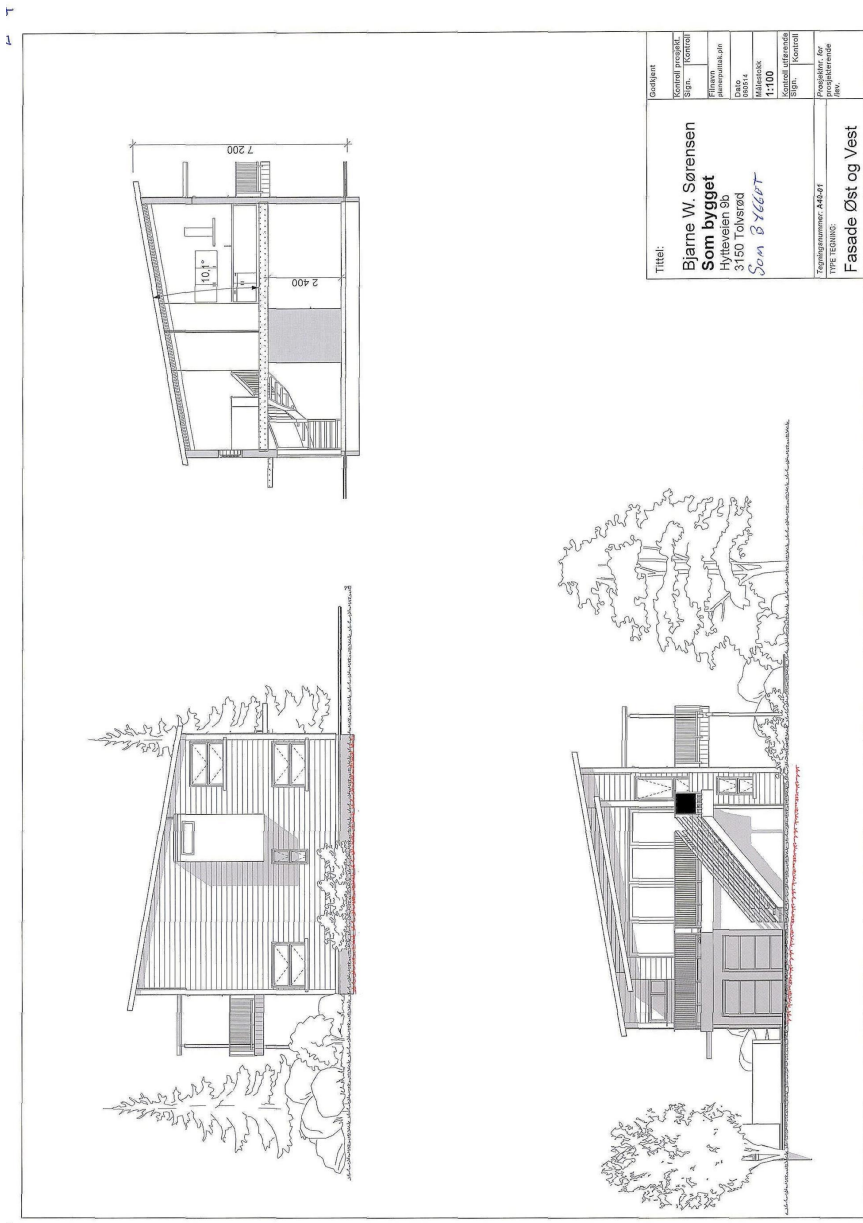 7 200
10,1°
2 400
Tittel:
Bjarne W. Sørensen
Som bygget
Hytteveien 9b
3150 Tolvsrød
SOM BYGGET
Tegningsnummer: A40-01
TYPE TEGNING:
Fasade Øst og Vest
Godkjent
Kontroll prosjekt.
Sign. Kontroll
Filnavn
Dato
080514
Målestokk
1:100
Kontroll utførende
Sign. Kontroll
Prosjektnr. for
prosjekterende
/lev.